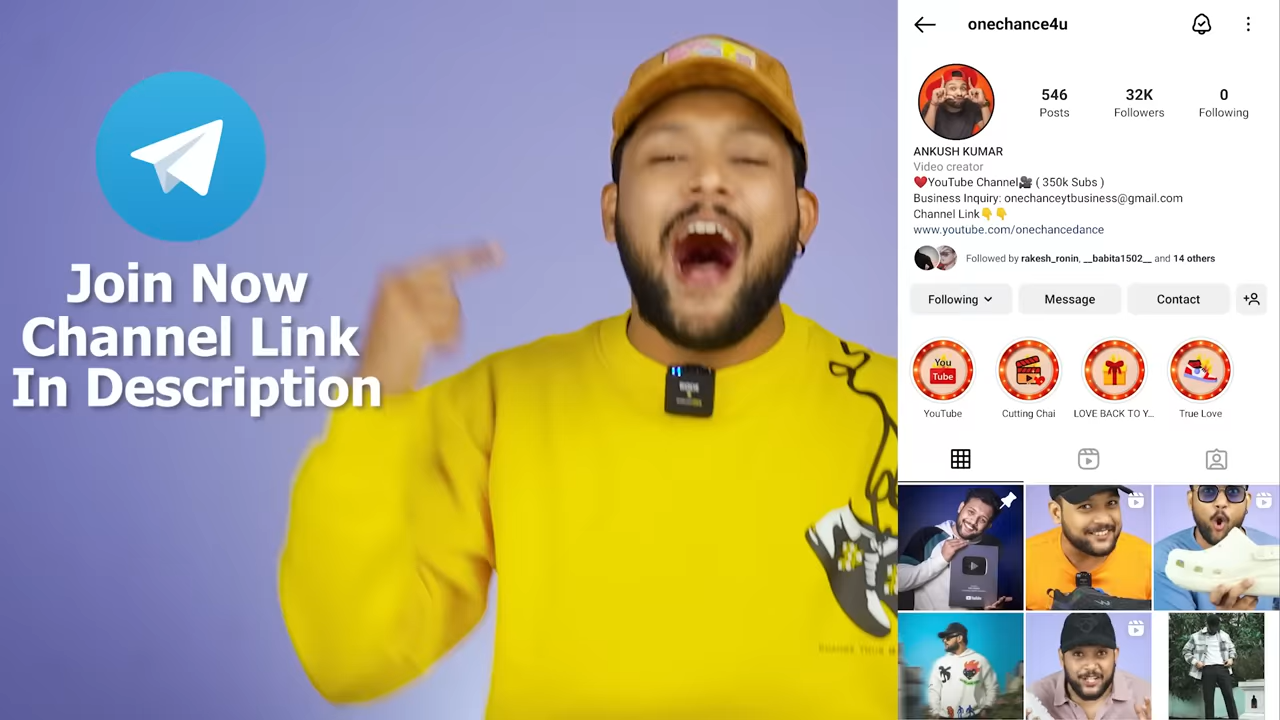 Join Now
Channel Link
In Description
onechance4u
546
32K
0
Posts
Followers
Following
ANKUSH KUMAR
Video creator
❤️YouTube Channel🎥 ( 350k Subs )
Business Inquiry: onechanceytbusiness@gmail.com
Channel Link👇👇
www.youtube.com/onechancedance
Followed by rakesh_ronin, __babita1502__ and 14 others
Following
Message
Contact
You
Tube
YouTube
Cutting Chai
LOVE BACK TO Y...
True Love